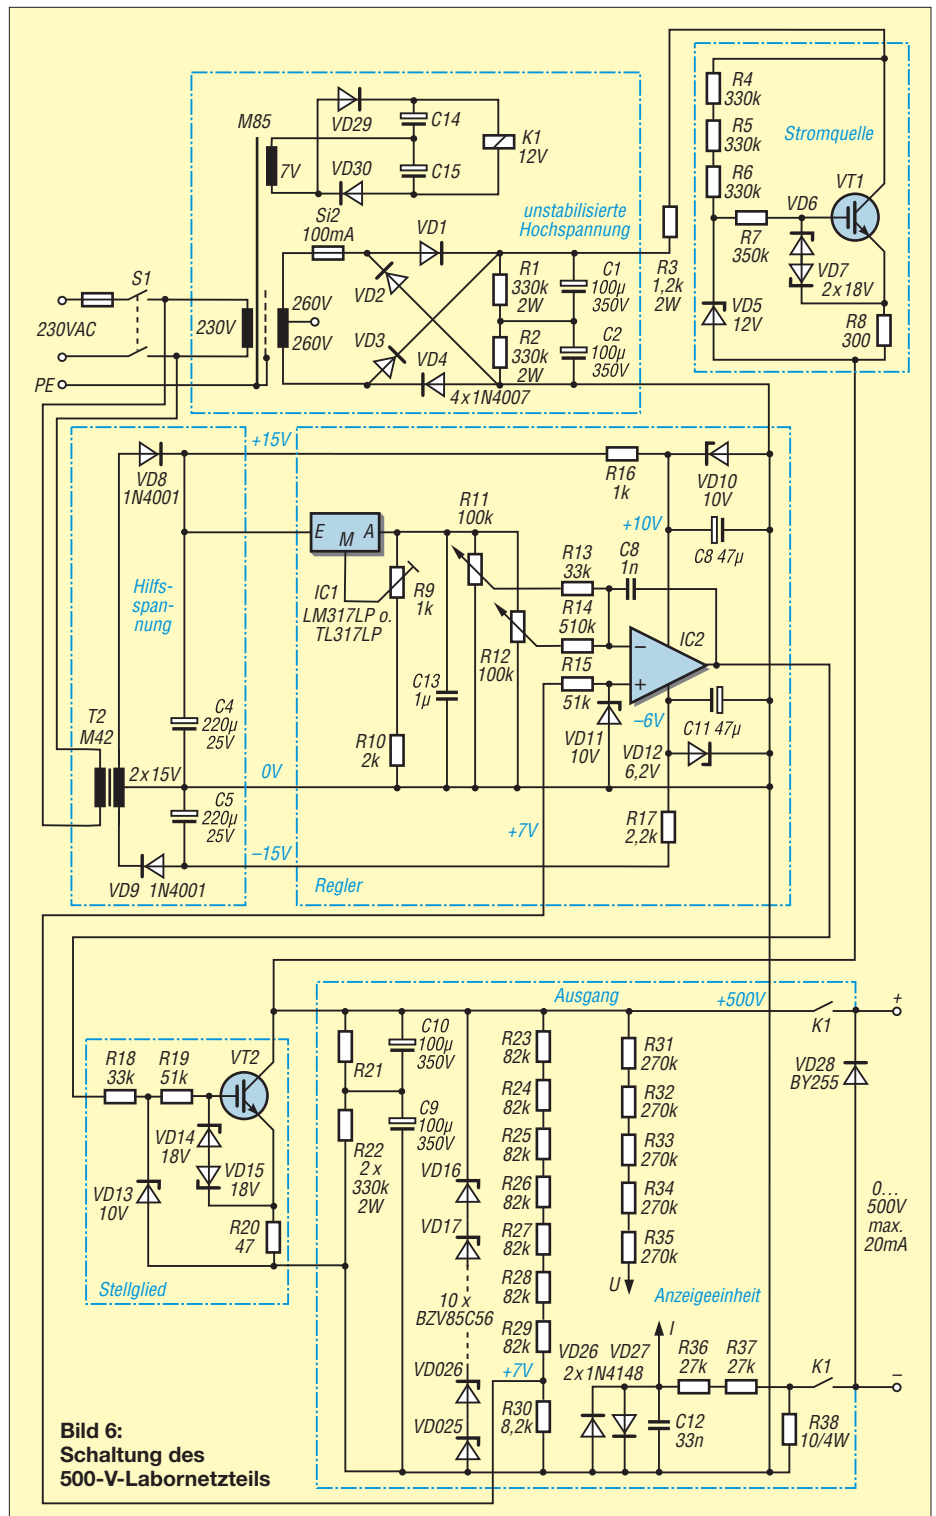 M85
7V
VD29
VD30
C14
C15
K1
12V
Si2
100mA
VD1
unstabilisierte
Hochspannung
VD2
VD3
VD4
4x1N4007
R1
330k
2W
R2
330k
2W
C1
100µ
350V
C2
100µ
350V
R3
1,2k
2W
260V
260V
230V
S1
230VAC
PE
R4
330k
R5
330k
R6
330k
Stromquelle
VT1
VD6
R7
350k
VD7
2x18V
VD5
12V
R8
300
+15V
VD8
1N4001
Hilfs-
span-
nung
T2
M42
2x15V
C4
220µ
25V
C5
220µ
25V
0V
–15V
VD9 1N4001
E
M
A
IC1
LM317LP o.
TL317LP
R9
1k
R10
2k
C13
1µ
R11
100k
R12
100k
R13
33k
R14
510k
R15
51k
C8
1n
R16
1k
+10V
VD10
10V
C8 47µ
IC2
–
+
–6V
C11 47µ
VD11
10V
VD12
6,2V
R17
2,2k
+7V
Regler
Ausgang
+500V
K1
+
VD28
BY255
R18
33k
R19
51k
VT2
VD14
18V
VD15
18V
VD13
10V
R20
47
Stellglied
R21
R22
2 x
330k
2W
C10
100µ
350V
C9
100µ
350V
VD16
VD17
10 x
BZV85C56
VD026
VD025
R23
82k
R24
82k
R25
82k
R26
82k
R27
82k
R28
82k
R29
82k
+7V
R30
8,2k
R31
270k
R32
270k
R33
270k
R34
270k
R35
270k
U
Anzeigeeinheit
0...
500V
max.
20mA
I
VD26 VD27
2x1N4148
R36
27k
R37
27k
K1
–
C12
33n
R38
10/4W
Bild 6:
Schaltung des
500-V-Labornetzteils